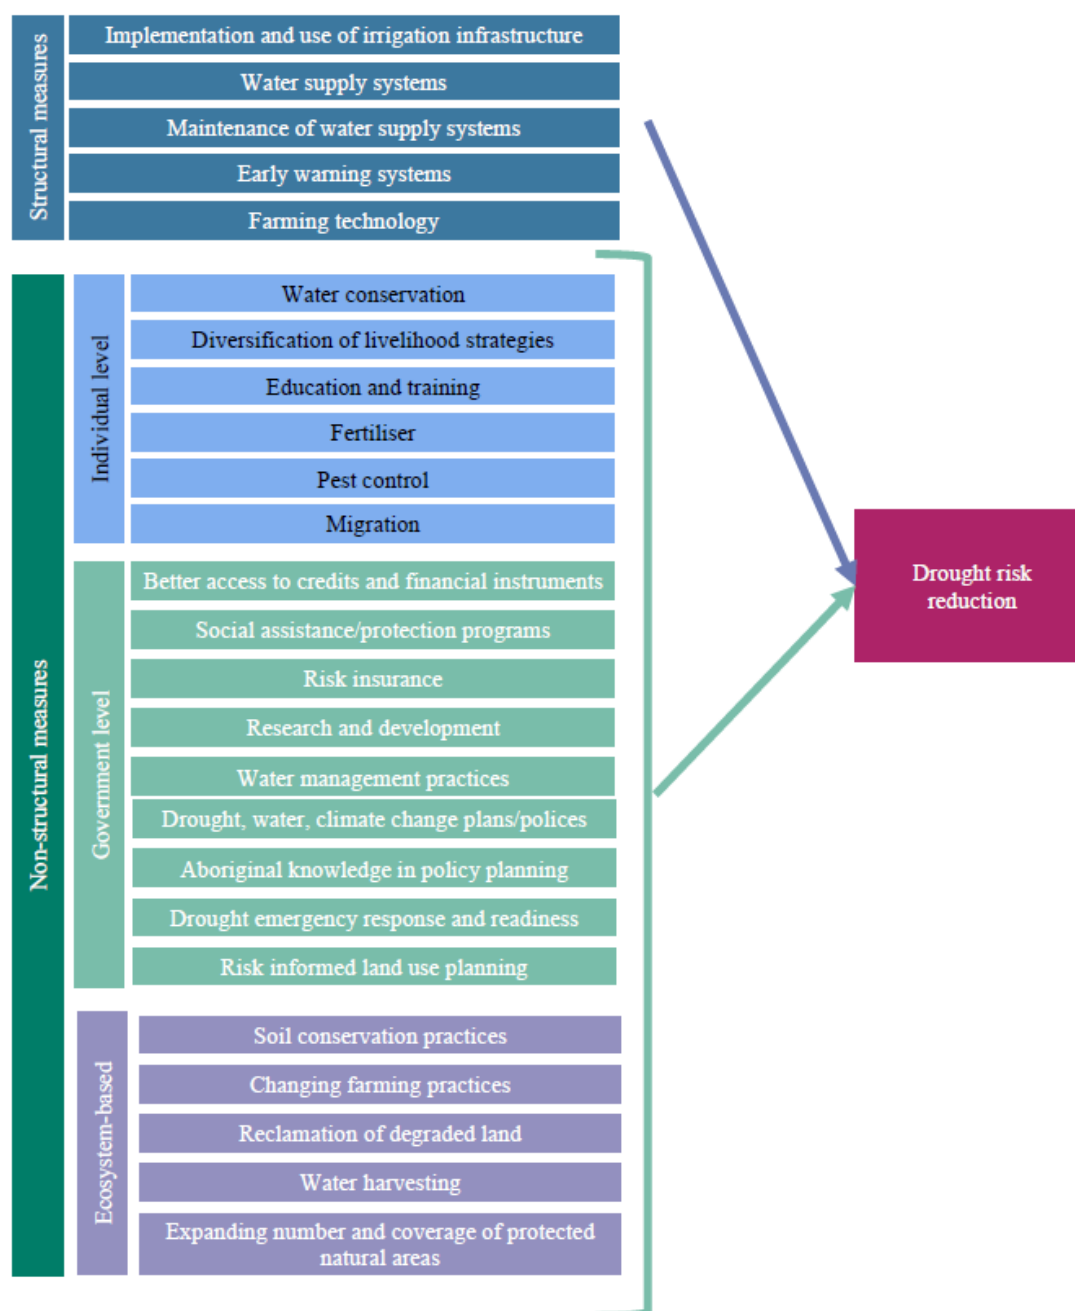 Structural measures
Implementation and use of irrigation infrastructure
Water supply systems
Maintenance of water supply systems
Early warning systems
Farming technology
Non-structural measures
Individual level
Water conservation
Diversification of livelihood strategies
Education and training
Fertiliser
Pest control
Migration
Government level
Better access to credits and financial instruments
Social assistance/protection programs
Risk insurance
Research and development
Water management practices
Drought, water, climate change plans/polices
Aboriginal knowledge in policy planning
Drought emergency response and readiness
Risk informed land use planning
Ecosystem-based
Soil conservation practices
Changing farming practices
Reclamation of degraded land
Water harvesting
Expanding number and coverage of protected
natural areas
Drought risk
reduction